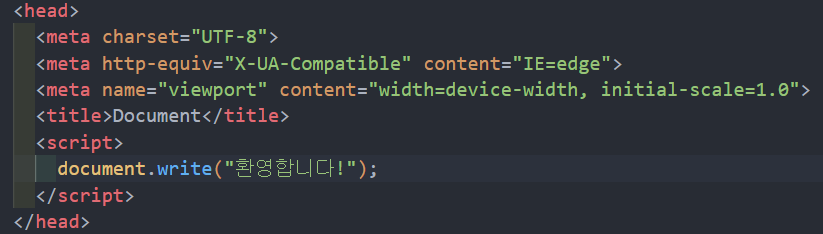 <head>
<meta charset="UTF-8">
<meta http-equiv="X-UA-Compatible" content="IE=edge">
<meta name="viewport" content="width=device-width, initial-scale=1.0">
<title>Document</title>
<script>
document.write("환영합니다!");
</script>
</head>